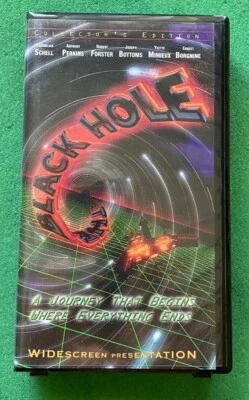 COLLECTOR'S EDITION
MAXIMILIAN SCHELL ANTHONY PERKINS ROBERT FORSTER JOSEPH BOTTOMS YVETTE MIMIEUX ERNEST BORGNINE
THE
BLACK HOLE
A JOURNEY THAT BEGINS
WHERE EVERYTHING ENDS
WIDESCREEN PRESENTATION